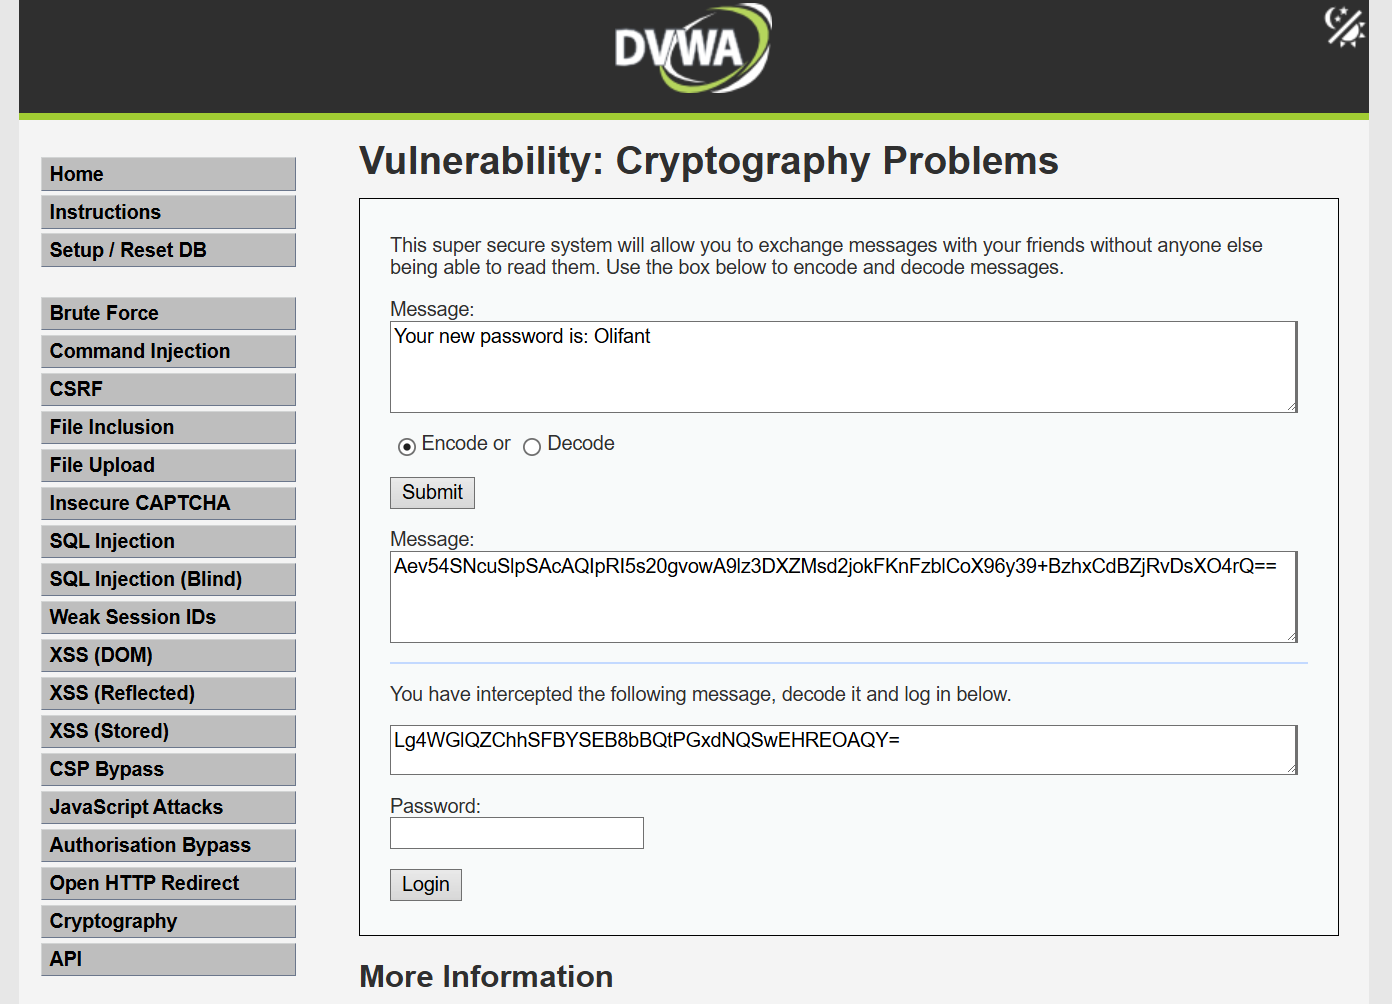 DVWA
Home
Instructions
Setup / Reset DB
Brute Force
Command Injection
CSRF
File Inclusion
File Upload
Insecure CAPTCHA
SQL Injection
SQL Injection (Blind)
Weak Session IDs
XSS (DOM)
XSS (Reflected)
XSS (Stored)
CSP Bypass
JavaScript Attacks
Authorisation Bypass
Open HTTP Redirect
Cryptography
API
Vulnerability: Cryptography Problems
This super secure system will allow you to exchange messages with your friends without anyone else
being able to read them. Use the box below to encode and decode messages.
Message:
Your new password is: Olifant
Encode or Decode
Submit
Message:
Aev54SNcuSlpSAcAQIpRI5s20gvowA9lz3DXZMsd2jokFKnFzblCoX96y39+BzhxCdBZjRvDsXO4rQ==
You have intercepted the following message, decode it and log in below.
Lg4WGlQZChhSFBYSEB8bBQtPGxdNQSwEHREOAQY=
Password:
Login
More Information